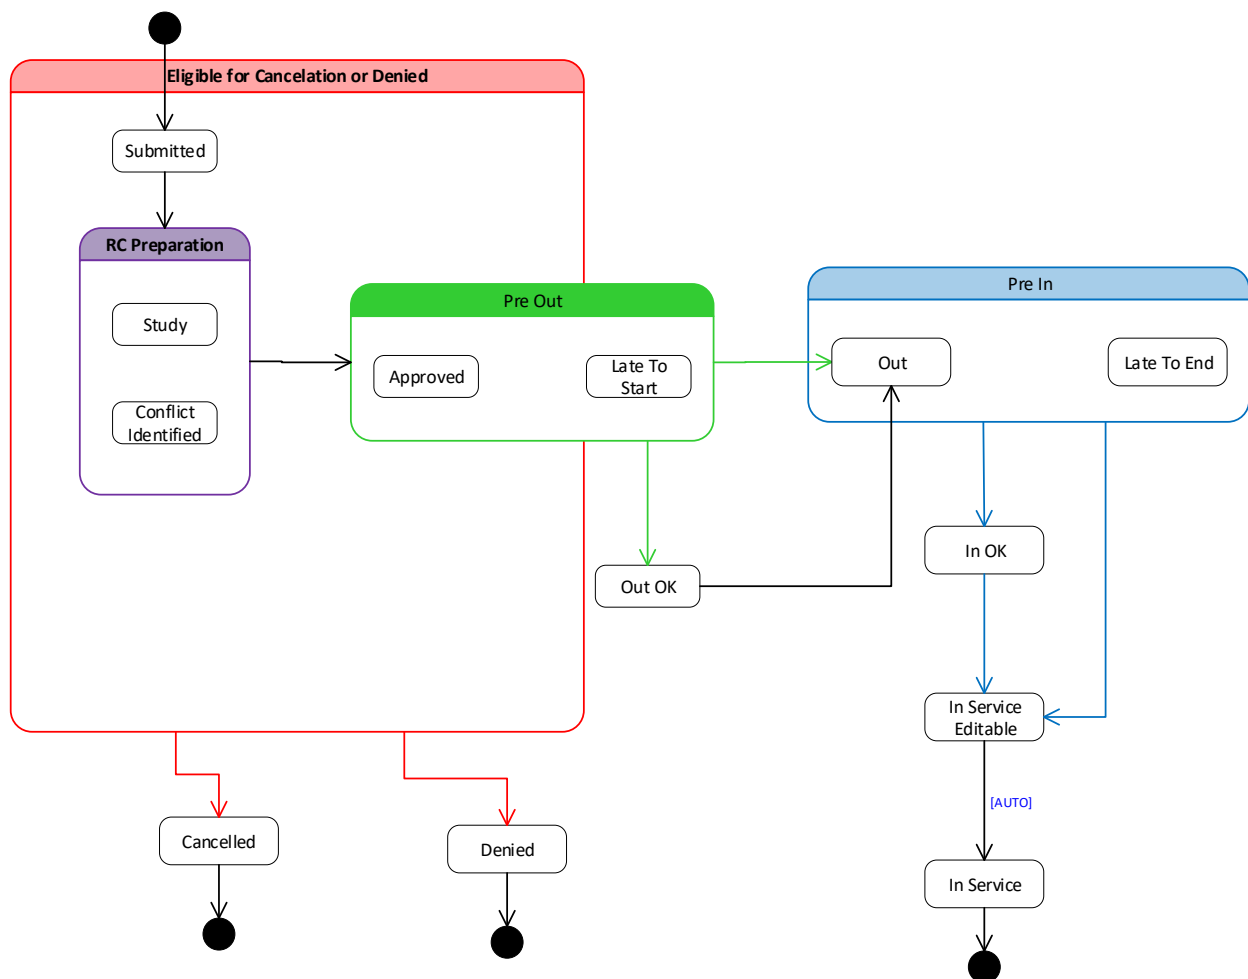 Eligible for Cancelation or Denied
Submitted
RC Preparation
Study
Conflict
Identified
Pre Out
Approved
Late To
Start
Pre In
Out
Late To End
In OK
Out OK
In Service
Editable
[AUTO]
Cancelled
Denied
In Service